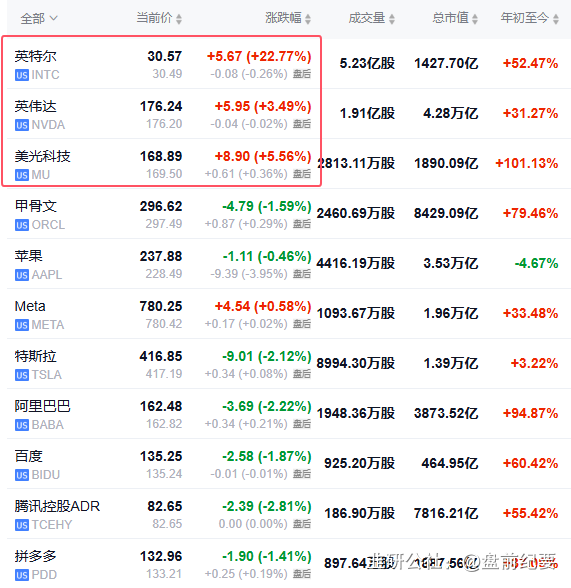 全部 当前价 涨跌幅 成交量 总市值 年初至今
英特尔 30.57 +5.67 (+22.77%) 5.23亿股 1427.70亿 +52.47%
US INTC 30.49 -0.08 (-0.26%) 盘后
英伟达 176.24 +5.95 (+3.49%) 1.91亿股 4.28万亿 +31.27%
US NVDA 176.20 -0.04 (-0.02%) 盘后
美光科技 168.89 +8.90 (+5.56%) 2813.11万股 1890.09亿 +101.13%
US MU 169.50 +0.61 (+0.36%) 盘后
甲骨文 296.62 -4.79 (-1.59%) 2460.69万股 8429.09亿 +79.46%
US ORCL 297.49 +0.87 (+0.29%) 盘后
苹果 237.88 -1.11 (-0.46%) 4416.19万股 3.53万亿 -4.67%
US AAPL 228.49 -9.39 (-3.95%) 盘后
Meta 780.25 +4.54 (+0.58%) 1093.67万股 1.96万亿 +33.48%
US META 780.42 +0.17 (+0.02%) 盘后
特斯拉 416.85 -9.01 (-2.12%) 8994.30万股 1.39万亿 +3.22%
US TSLA 417.19 +0.34 (+0.08%) 盘后
阿里巴巴 162.48 -3.69 (-2.22%) 1948.36万股 3873.52亿 +94.87%
US BABA 162.82 +0.34 (+0.21%) 盘后
百度 135.25 -2.58 (-1.87%) 925.20万股 464.95亿 +60.42%
US BIDU 135.24 -0.01 (-0.01%) 盘后
腾讯控股ADR 82.65 -2.39 (-2.81%) 186.90万股 7816.21亿 +55.42%
US TCEHY 82.65 0.00 (0.00%) 盘后
拼多多 132.96 -1.90 (-1.41%) 897.64万股
US PDD 133.21 +0.25 (+0.19%) 盘后
@盘前纪要